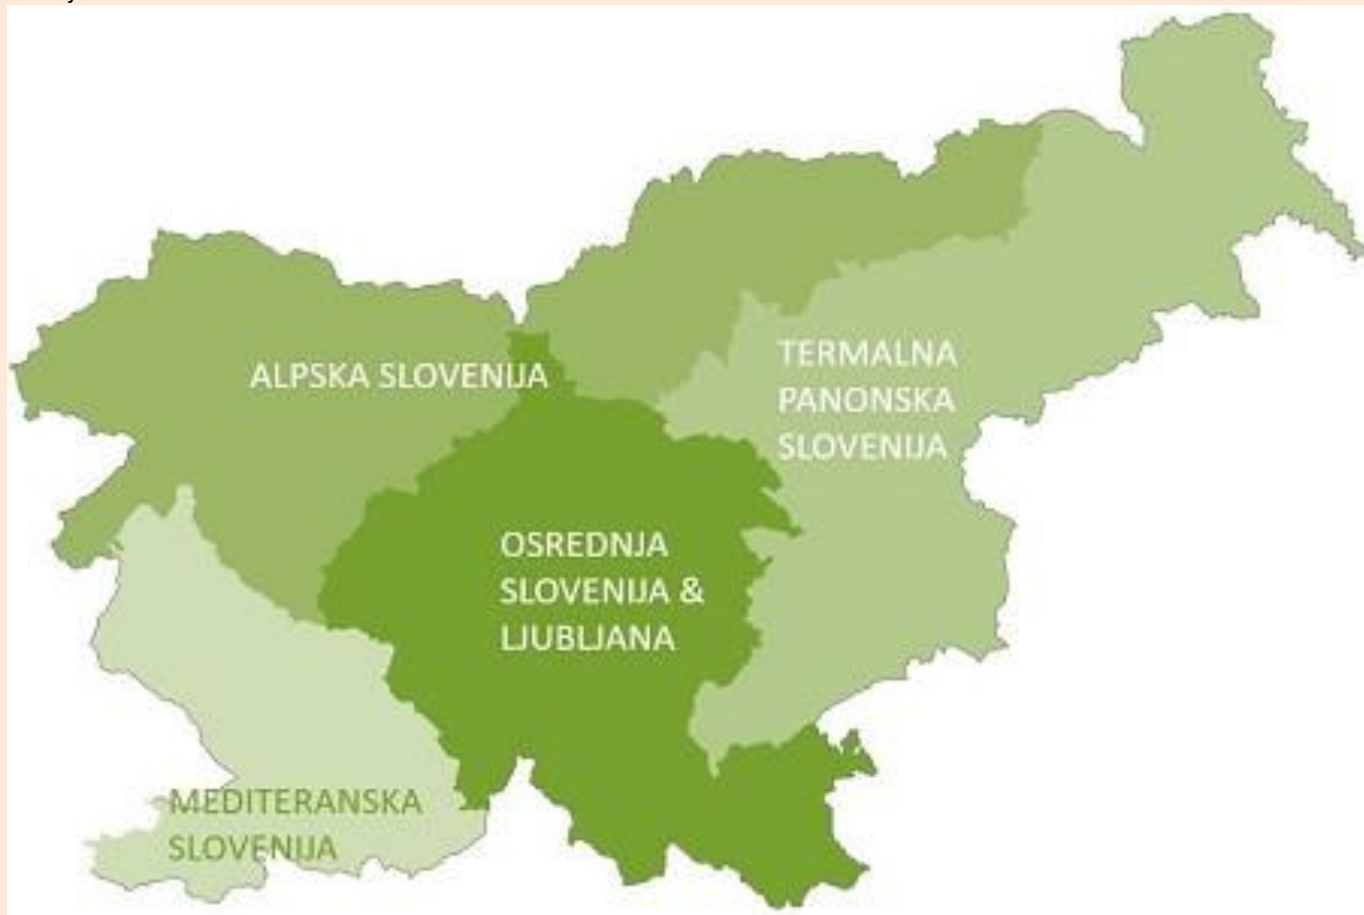 ALPSKA SLOVENIJA
TERMALNA
PANONSKA
SLOVENIJA
OSREDNJA
SLOVENIJA &
LJUBLJANA
MEDITERANSKA
SLOVENIJA